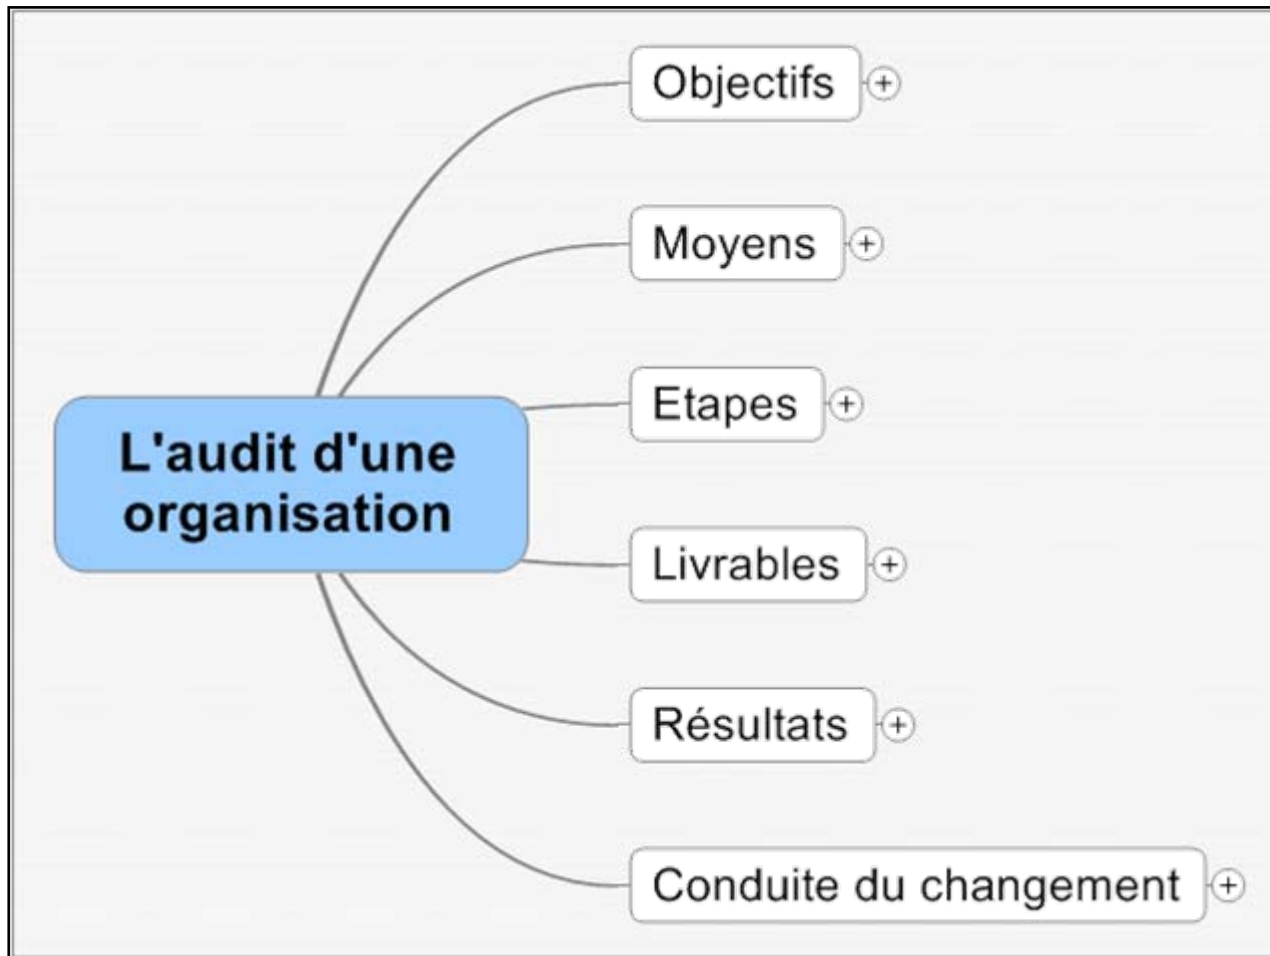 Objectifs
Moyens
Etapes
L'audit d'une
organisation
Livrables
Résultats
Conduite du changement